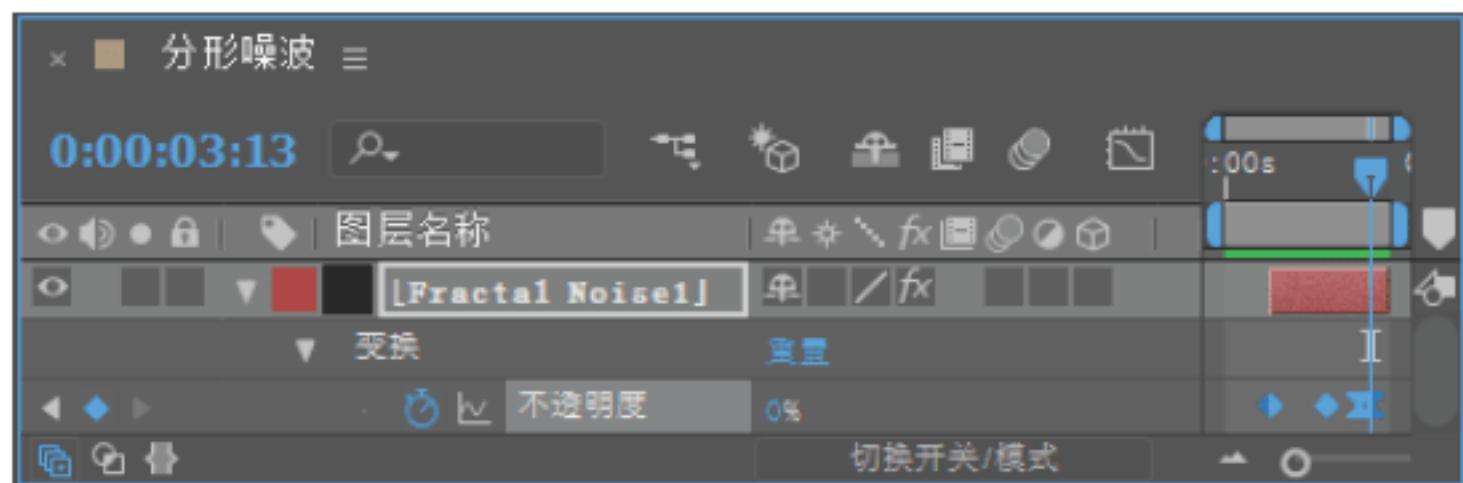 分形噪波
0:00:03:13
:00s
图层名称
[Fractal Noise1]
变换 重置
不透明度 0%
切换开关/模式